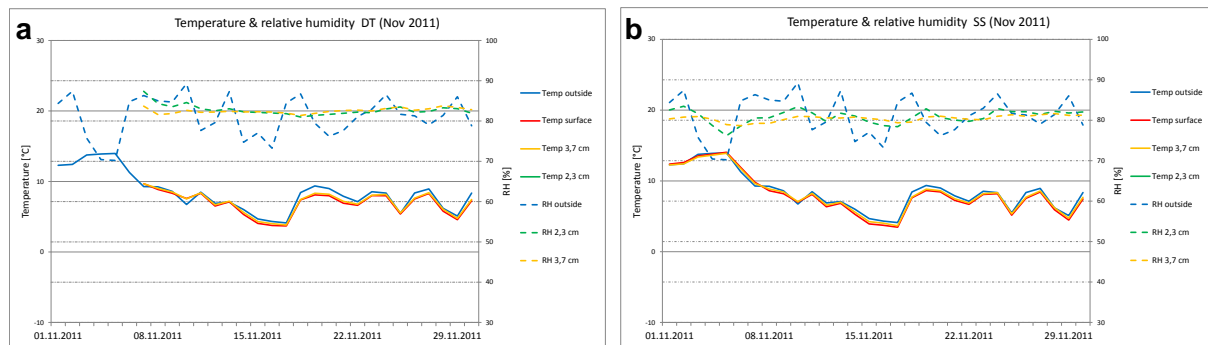 a
Temperature & relative humidity DT (Nov 2011)
30
20
10
0
-10
Temperature [°C]
100
90
80
70
60
50
40
30
RH [%]
01.11.2011 08.11.2011 15.11.2011 22.11.2011 29.11.2011
Temp outside
Temp surface
Temp 3,7 cm
Temp 2,3 cm
RH outside
RH 2,3 cm
RH 3,7 cm
b
Temperature & relative humidity SS (Nov 2011)
30
20
10
0
-10
Temperature [°C]
100
90
80
70
60
50
40
30
RH [%]
01.11.2011 08.11.2011 15.11.2011 22.11.2011 29.11.2011
Temp outside
Temp surface
Temp 3,7 cm
Temp 2,3 cm
RH outside
RH 2,3 cm
RH 3,7 cm